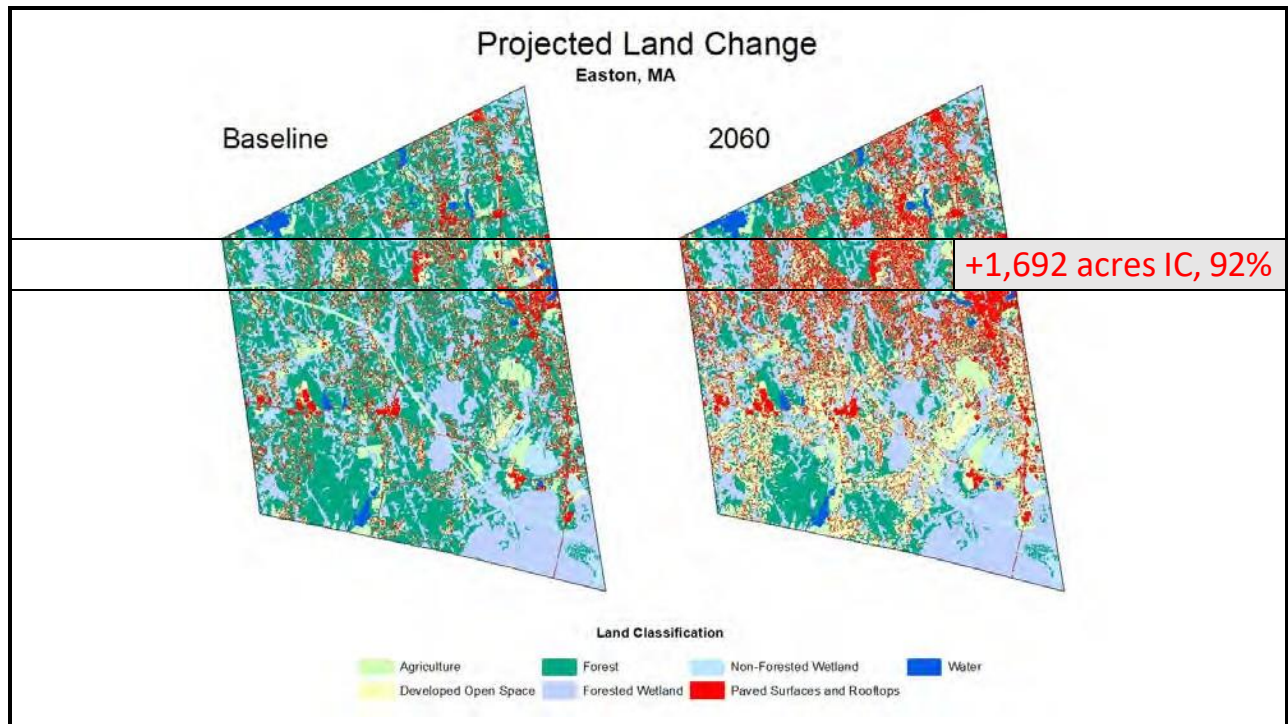 Projected Land Change
Easton, MA
Baseline
2060
+1,692 acres IC, 92%
Land Classification
Agriculture
Forest
Non-Forested Wetland
Water
Developed Open Space
Forested Wetland
Paved Surfaces and Rooftops